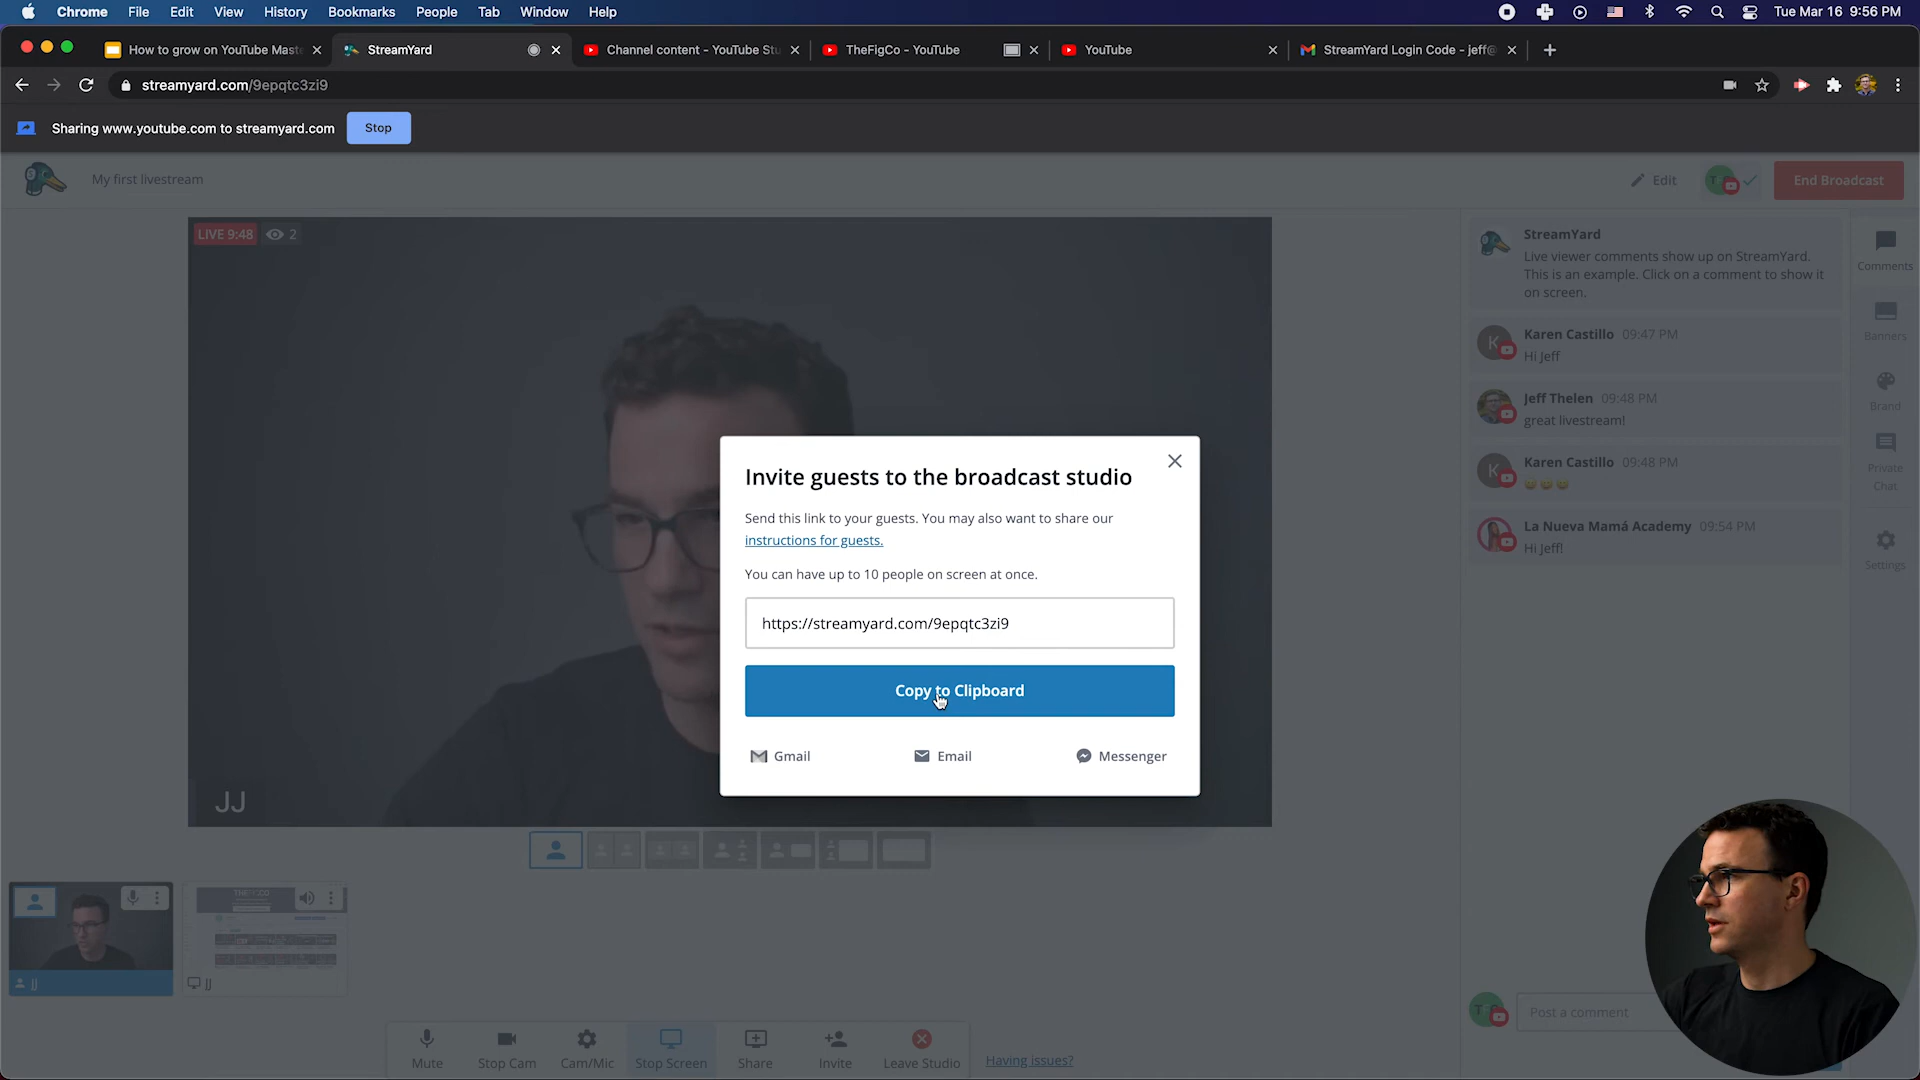 Chrome File Edit View History Bookmarks People Tab Window Help
Tue Mar 16 9:56 PM
How to grow on YouTube Mast
StreamYard
Channel content - YouTube Stu
TheFigCo - YouTube
YouTube
StreamYard Login Code - jeff@
streamyard.com/9epqtc3zi9
Sharing www.youtube.com to streamyard.com
Stop
My first livestream
Edit
End Broadcast
LIVE 9:48
2
StreamYard
Live viewer comments show up on StreamYard.
This is an example. Click on a comment to show it
on screen.
Karen Castillo 09:47 PM
Hi Jeff
Jeff Thelen 09:48 PM
great livestream!
Karen Castillo 09:48 PM
La Nueva Mamá Academy 09:54 PM
Hi Jeff!
Comments
Banners
Brand
Private
Chat
Settings
Invite guests to the broadcast studio
Send this link to your guests. You may also want to share our
instructions for guests.
You can have up to 10 people on screen at once.
https://streamyard.com/9epqtc3zi9
Copy to Clipboard
Gmail
Email
Messenger
JJ
JJ
JJ
Post a comment
Mute
Stop Cam
Cam/Mic
Stop Screen
Share
Invite
Leave Studio
Having issues?